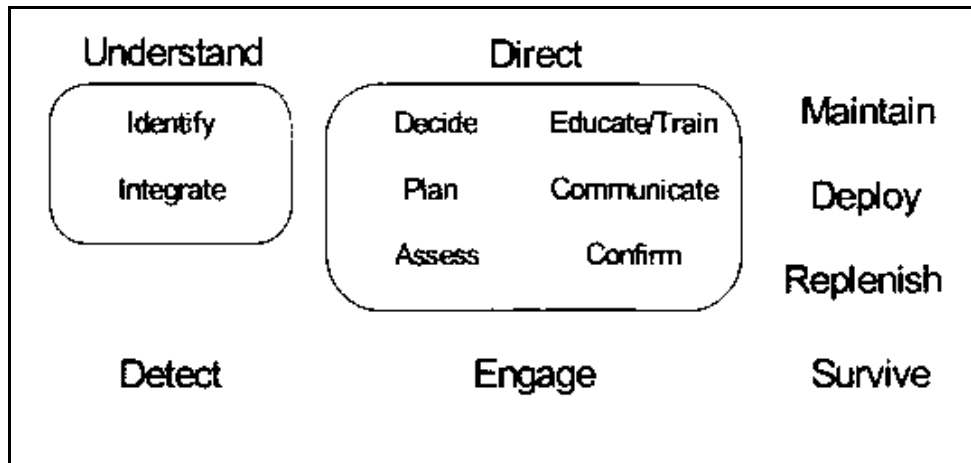 Understand
Identify
Integrate
Direct
Decide Educate/Train
Plan Communicate
Assess Confirm
Maintain
Deploy
Replenish
Detect Engage Survive